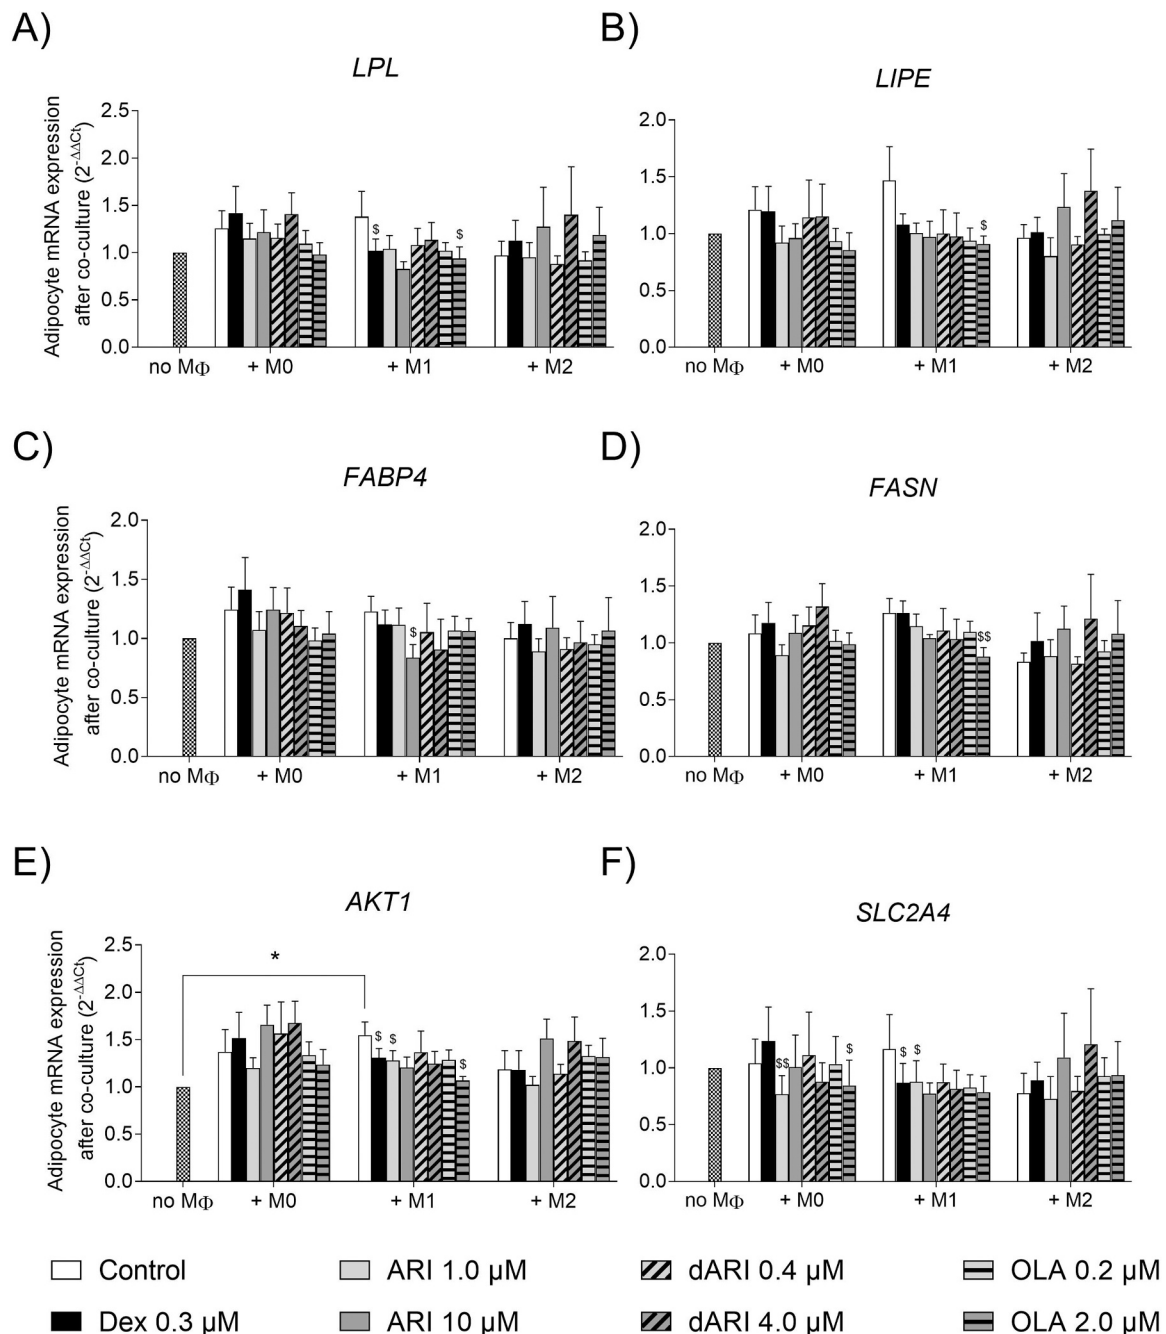 A)
LPL
Adipocyte mRNA expression
after co-culture (2^-ΔΔCt)
2.5
2.0
1.5
1.0
0.5
0.0
$
$
no MΦ
+ M0
+ M1
+ M2
B)
LIPE
2.0
1.5
1.0
0.5
0.0
$
no MΦ
+ M0
+ M1
+ M2
C)
FABP4
Adipocyte mRNA expression
after co-culture (2^-ΔΔCt)
2.0
1.5
1.0
0.5
0.0
$
no MΦ
+ M0
+ M1
+ M2
D)
FASN
2.0
1.5
1.0
0.5
0.0
$$
no MΦ
+ M0
+ M1
+ M2
E)
AKT1
Adipocyte mRNA expression
after co-culture (2^-ΔΔCt)
2.5
2.0
1.5
1.0
0.5
0.0
*
$
$
$
no MΦ
+ M0
+ M1
+ M2
F)
SLC2A4
2.0
1.5
1.0
0.5
0.0
$$
$
$
$
no MΦ
+ M0
+ M1
+ M2
Control
ARI 1.0 μM
dARI 0.4 μM
OLA 0.2 μM
Dex 0.3 μM
ARI 10 μM
dARI 4.0 μM
OLA 2.0 μM